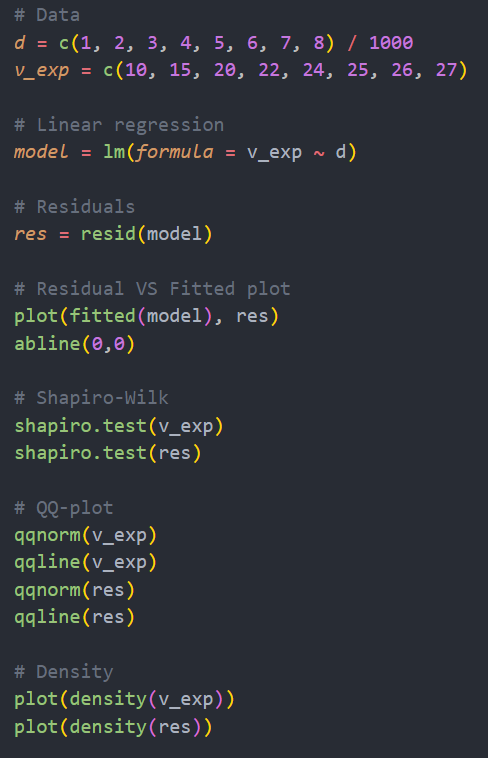 # Data
d = c(1, 2, 3, 4, 5, 6, 7, 8) / 1000
v_exp = c(10, 15, 20, 22, 24, 25, 26, 27)
# Linear regression
model = lm(formula = v_exp ~ d)
# Residuals
res = resid(model)
# Residual VS Fitted plot
plot(fitted(model), res)
abline(0,0)
# Shapiro-Wilk
shapiro.test(v_exp)
shapiro.test(res)
# QQ-plot
qqnorm(v_exp)
qqline(v_exp)
qqnorm(res)
qqline(res)
# Density
plot(density(v_exp))
plot(density(res))